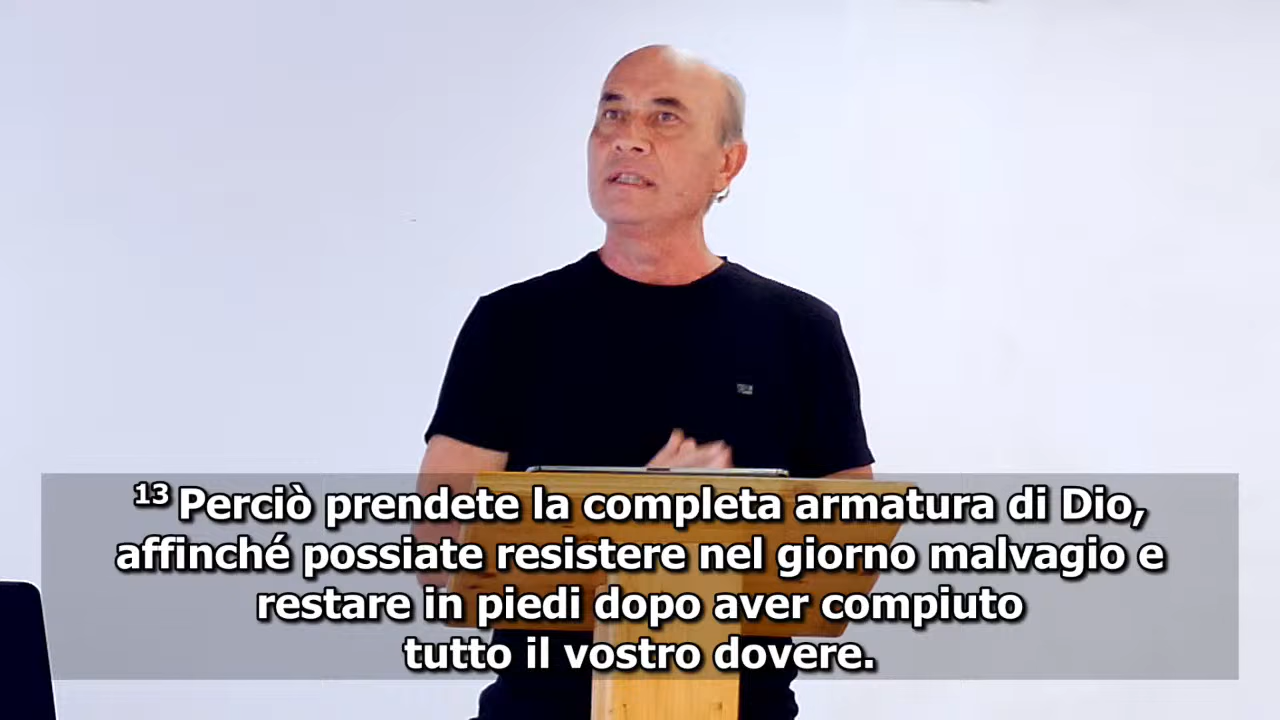 ¹³ Perciò prendete la completa armatura di Dio,
affinché possiate resistere nel giorno malvagio e
restare in piedi dopo aver compiuto
tutto il vostro dovere.